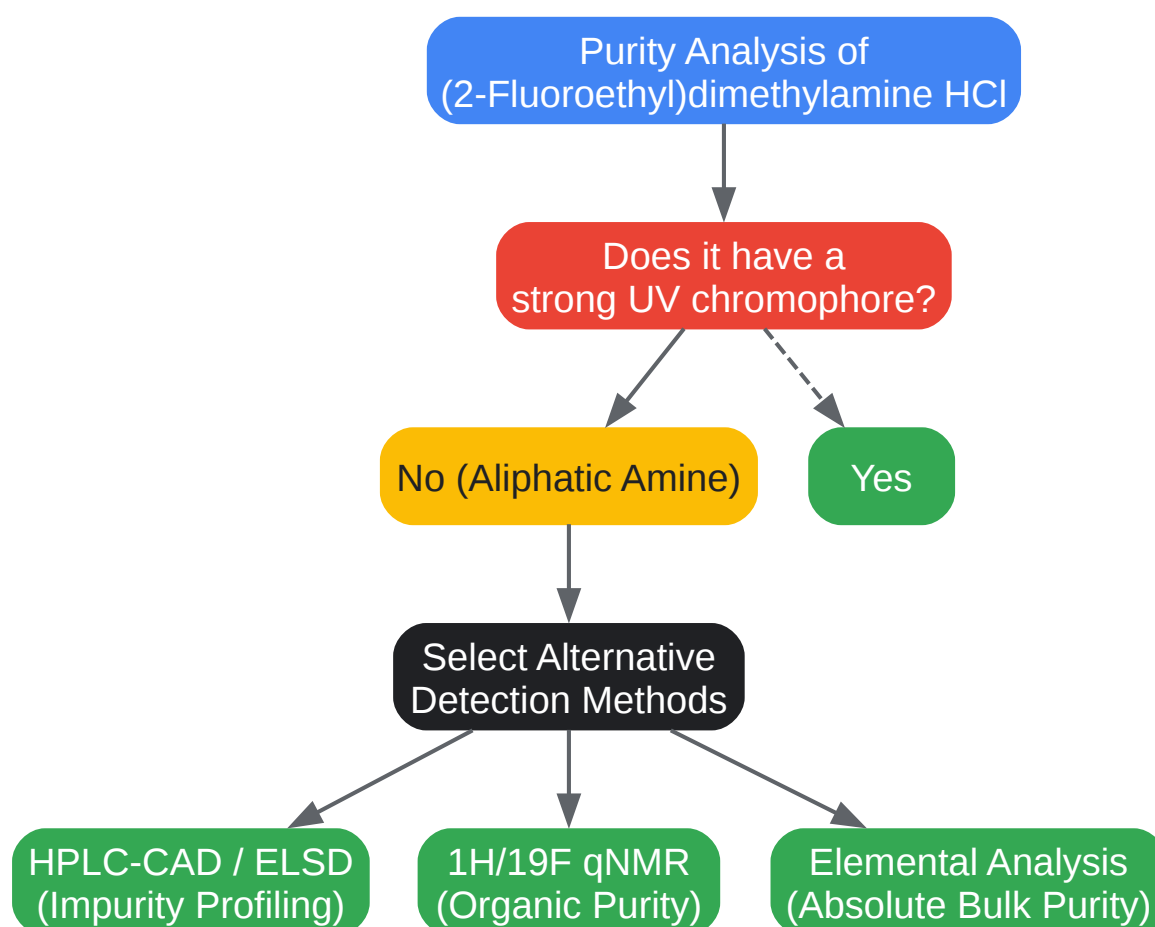 Purity Analysis of
(2-Fluoroethyl)dimethylamine HCl
Does it have a
strong UV chromophore?
No (Aliphatic Amine)
Yes
Select Alternative
Detection Methods
HPLC-CAD / ELSD
(Impurity Profiling)
1H/19F qNMR
(Organic Purity)
Elemental Analysis
(Absolute Bulk Purity)